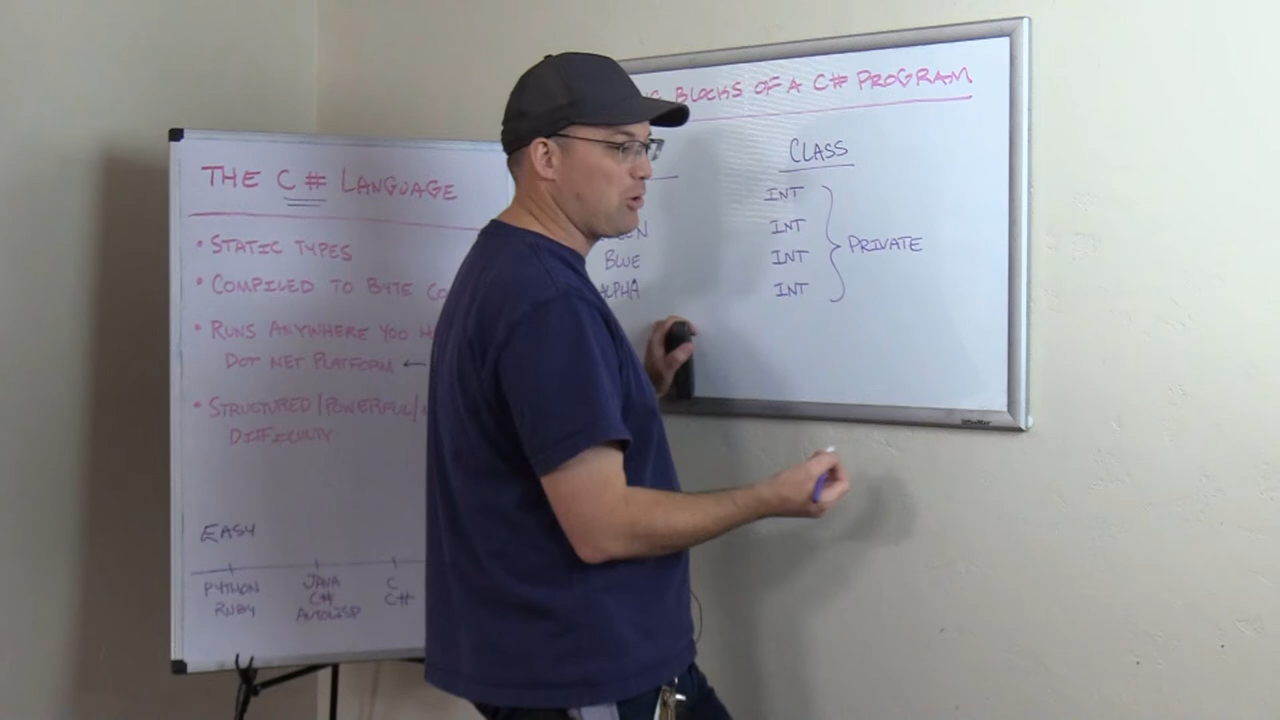 THE C# LANGUAGE
• STATIC TYPES
• COMPILED TO BYTE CO
• RUNS ANYWHERE YOU
DOT NET PLATFORM ←
• STRUCTURED/POWERFUL/
DIFFICULTY
EASY
PYTHON
RUBY
JAVA
C#
AUTOLISP
C
C#
BLOCKS OF A C# PROGRAM
BLUE
ALPHA
CLASS
INT
INT
INT
INT
PRIVATE